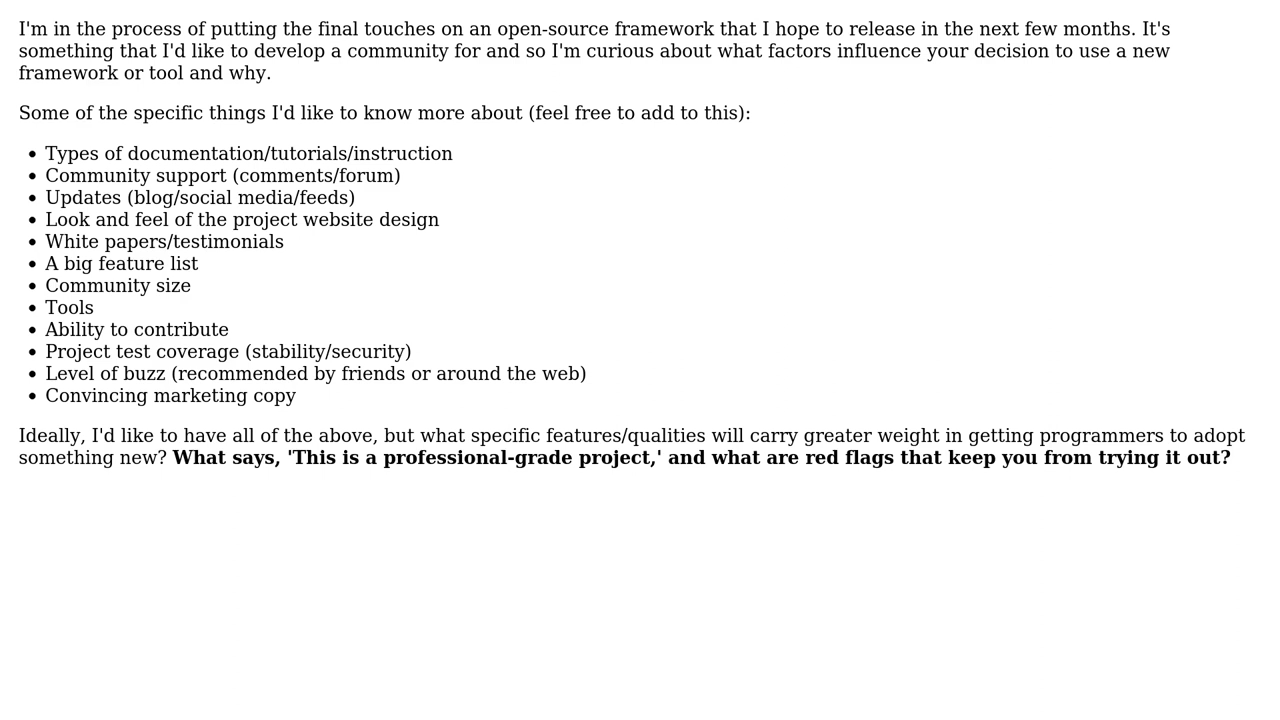 I'm in the process of putting the final touches on an open-source framework that I hope to release in the next few months. It's
something that I'd like to develop a community for and so I'm curious about what factors influence your decision to use a new
framework or tool and why.
Some of the specific things I'd like to know more about (feel free to add to this):
• Types of documentation/tutorials/instruction
• Community support (comments/forum)
• Updates (blog/social media/feeds)
• Look and feel of the project website design
• White papers/testimonials
• A big feature list
• Community size
• Tools
• Ability to contribute
• Project test coverage (stability/security)
• Level of buzz (recommended by friends or around the web)
• Convincing marketing copy
Ideally, I'd like to have all of the above, but what specific features/qualities will carry greater weight in getting programmers to adopt
something new? What says, 'This is a professional-grade project,' and what are red flags that keep you from trying it out?